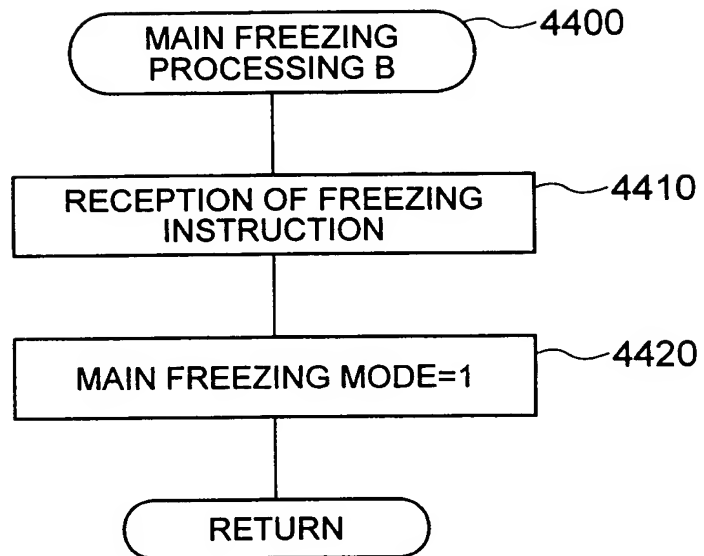 MAIN FREEZING
PROCESSING B
4400
RECEPTION OF FREEZING
INSTRUCTION
4410
MAIN FREEZING MODE=1
4420
RETURN